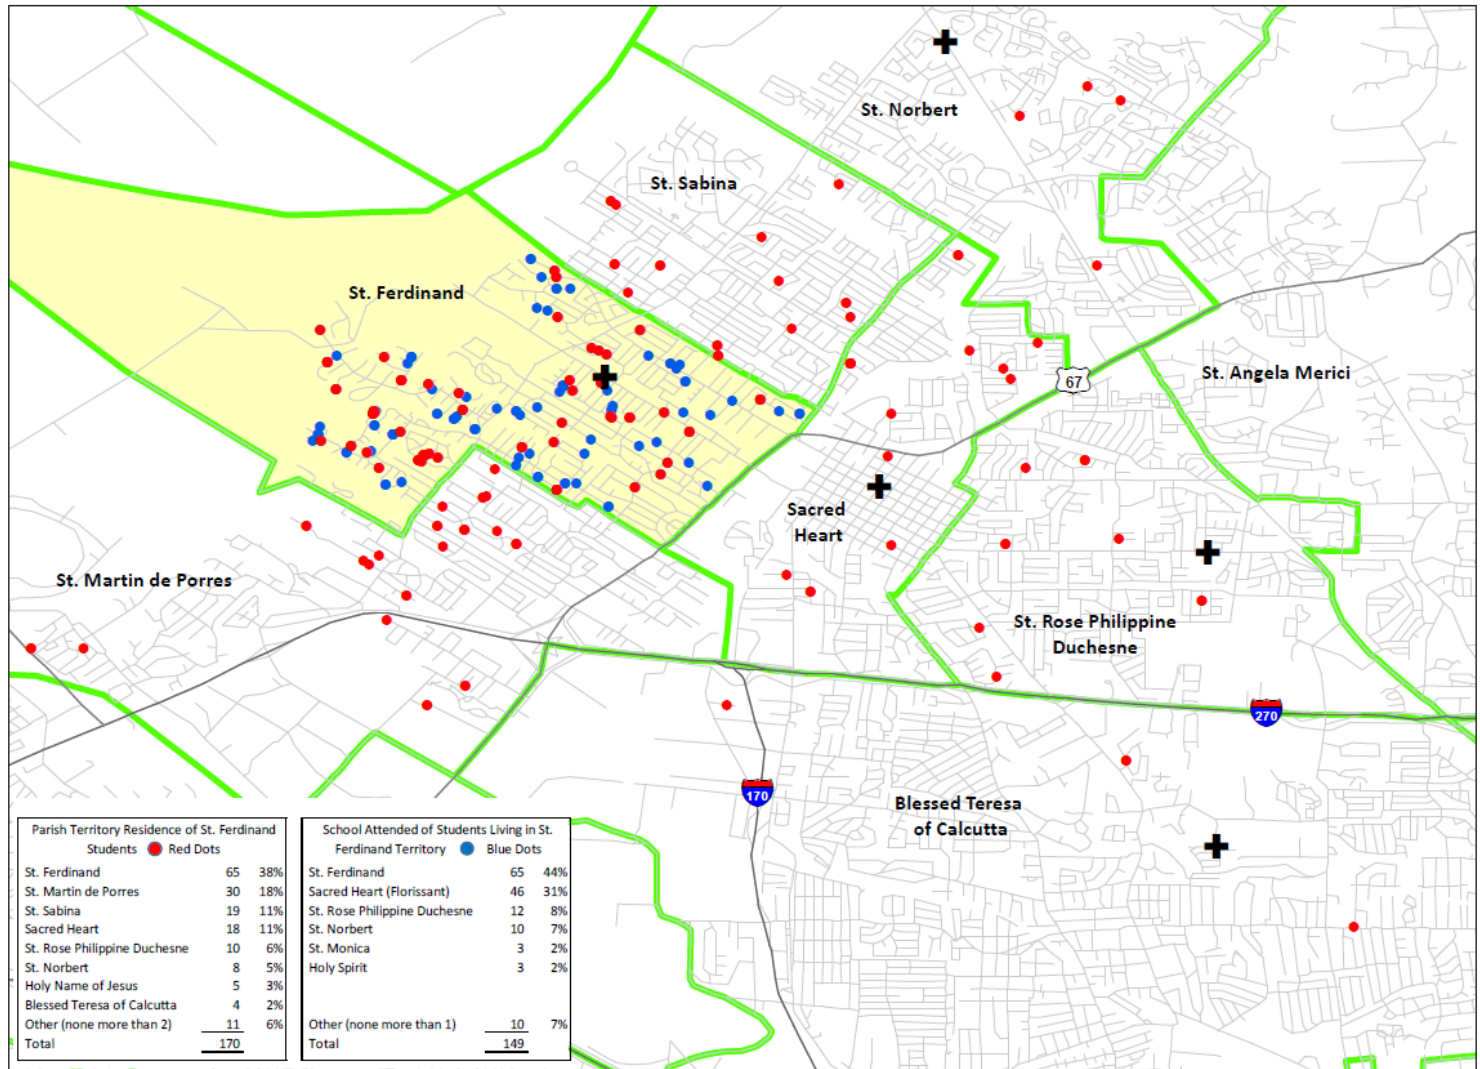 St. Norbert
St. Sabina
St. Ferdinand
St. Angela Merici
67
Sacred
Heart
St. Martin de Porres
St. Rose Philippine
Duchesne
270
170
Blessed Teresa
of Calcutta
Parish Territory Residence of St. Ferdinand
Students Red Dots
St. Ferdinand 65 38%
St. Martin de Porres 30 18%
St. Sabina 19 11%
Sacred Heart 18 11%
St. Rose Philippine Duchesne 10 6%
St. Norbert 8 5%
Holy Name of Jesus 5 3%
Blessed Teresa of Calcutta 4 2%
Other (none more than 2) 11 6%
Total 170
School Attended of Students Living in St.
Ferdinand Territory Blue Dots
St. Ferdinand 65 44%
Sacred Heart (Florissant) 46 31%
St. Rose Philippine Duchesne 12 8%
St. Norbert 10 7%
St. Monica 3 2%
Holy Spirit 3 2%
Other (none more than 1) 10 7%
Total 149